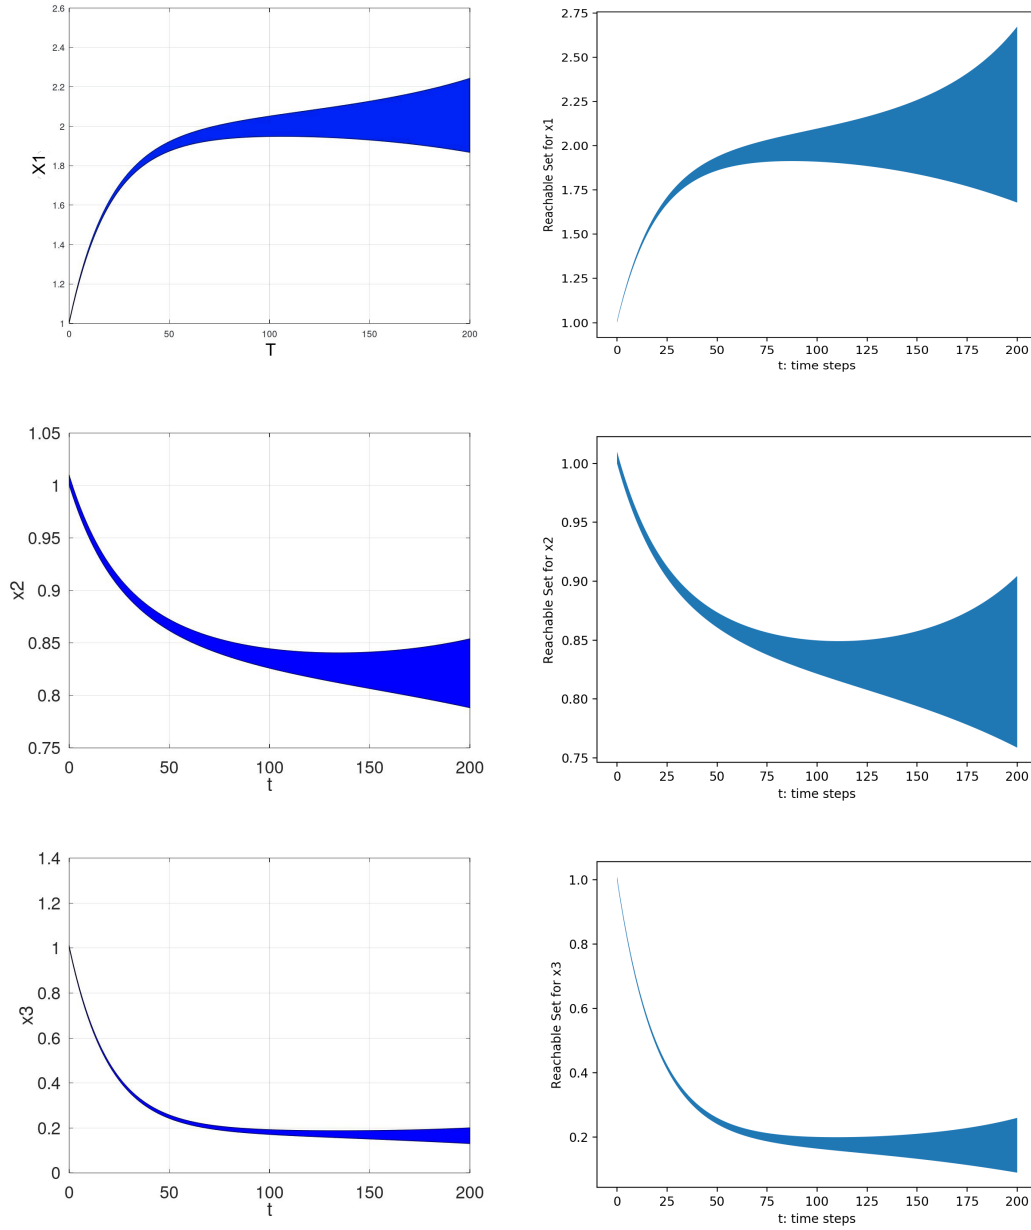 2.6
2.4
2.2
2
1.8
1.6
1.4
1.2
1
X1
0 50 100 150 200
T
2.75
2.50
2.25
2.00
1.75
1.50
1.25
1.00
Reachable Set for x1
0 25 50 75 100 125 150 175 200
t: time steps
1.05
1
0.95
0.9
0.85
0.8
0.75
x2
0 50 100 150 200
t
1.00
0.95
0.90
0.85
0.80
0.75
Reachable Set for x2
0 25 50 75 100 125 150 175 200
t: time steps
1.4
1.2
1
0.8
0.6
0.4
0.2
0
x3
0 50 100 150 200
t
1.0
0.8
0.6
0.4
0.2
Reachable Set for x3
0 25 50 75 100 125 150 175 200
t: time steps